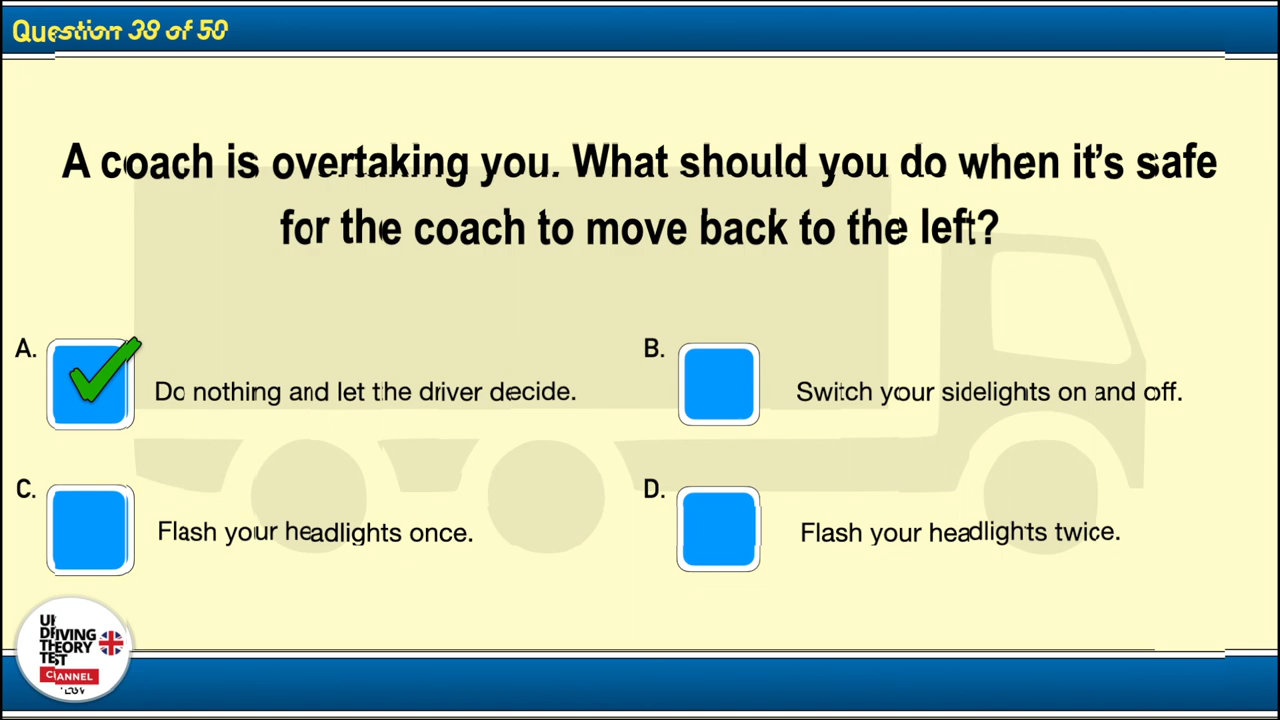 Question 39 of 50
A coach is overtaking you. What should you do when it's safe
for the coach to move back to the left?
A.
Do nothing and let the driver decide.
B.
Switch your sidelights on and off.
C.
Flash your headlights once.
D.
Flash your headlights twice.
DRIVING
THEORY
TEST
CHANNEL